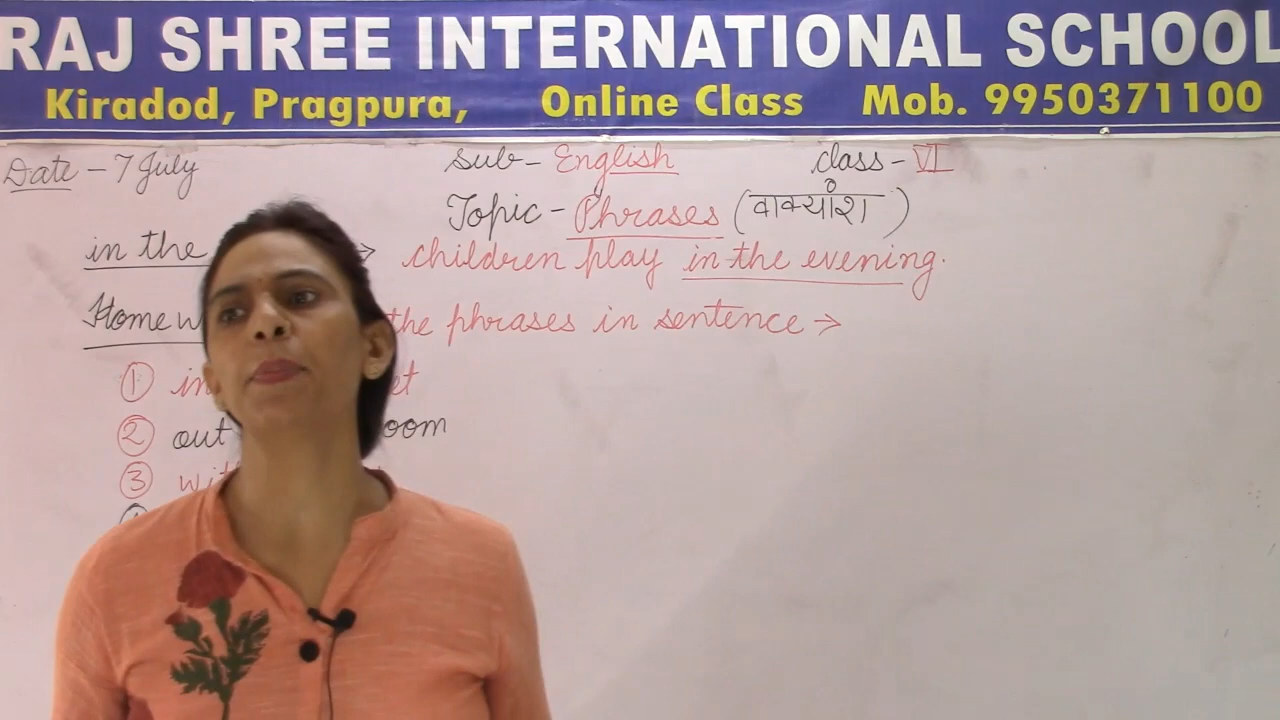 RAJ SHREE INTERNATIONAL SCHOOL
Kiradod, Pragpura, Online Class Mob. 9950371100
Date - 7 July Sub - English Class - VI
Topic - Phrases (वाक्यांश)
in the → children play in the evening.
the phrases in sentence →
①
② out
③